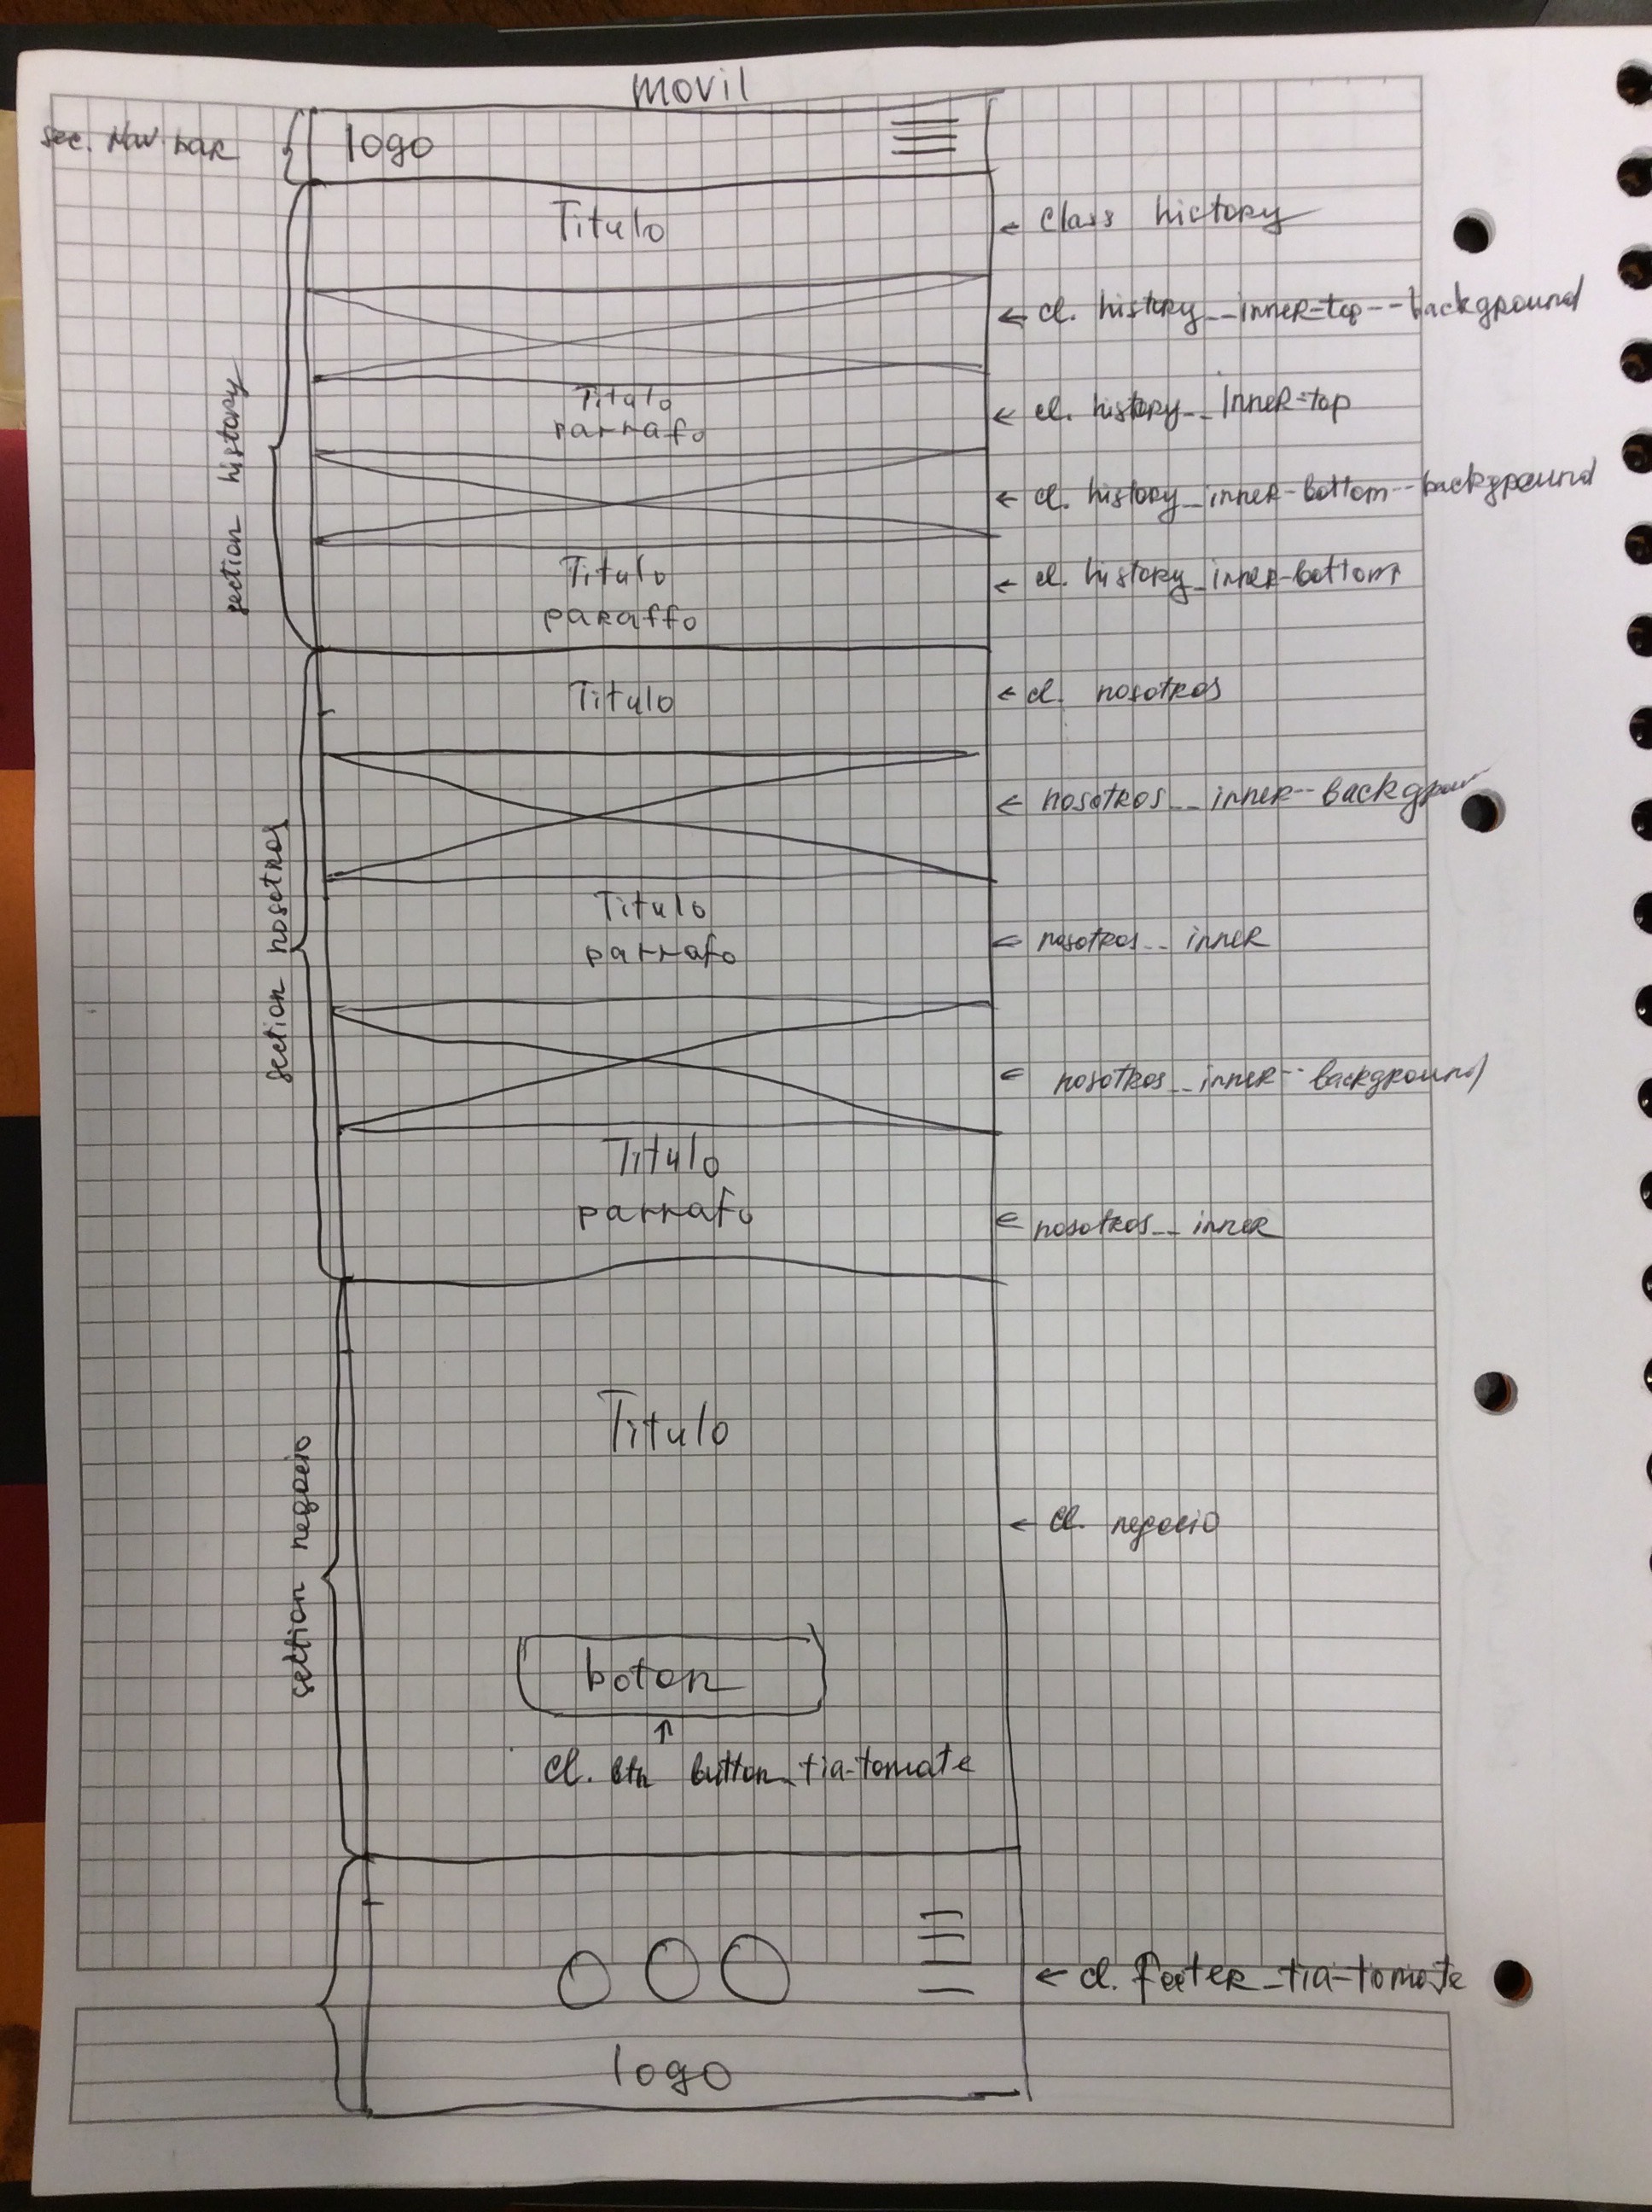 movil
sec. Nav bar
logo
Titulo
← Class history
← cl. history__inner-top--background
Titulo
parrafo
← cl. history__Inner-top
section history
← cl. history_inner-bottom--background
Titulo
paraffo
← cl. history_inner-bottom
Titulo
← cl. nosotros
← nosotros__inner--backgroun
section nosotros
Titulo
parrafo
← nosotros__inner
← nosotros__inner--background
Titulo
parrafo
← nosotros__inner
Titulo
section negocio
← cl. negocio
boton
↑
cl. btn button_tia-tomate
← cl. footer_tia-tomate
logo